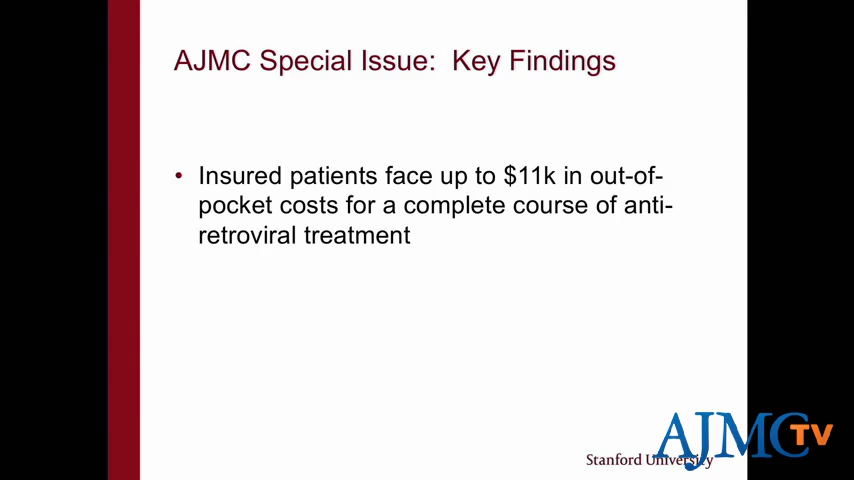 AJMC Special Issue: Key Findings
• Insured patients face up to $11k in out-of-
pocket costs for a complete course of anti-
retroviral treatment
Stanford University
AJMC TV